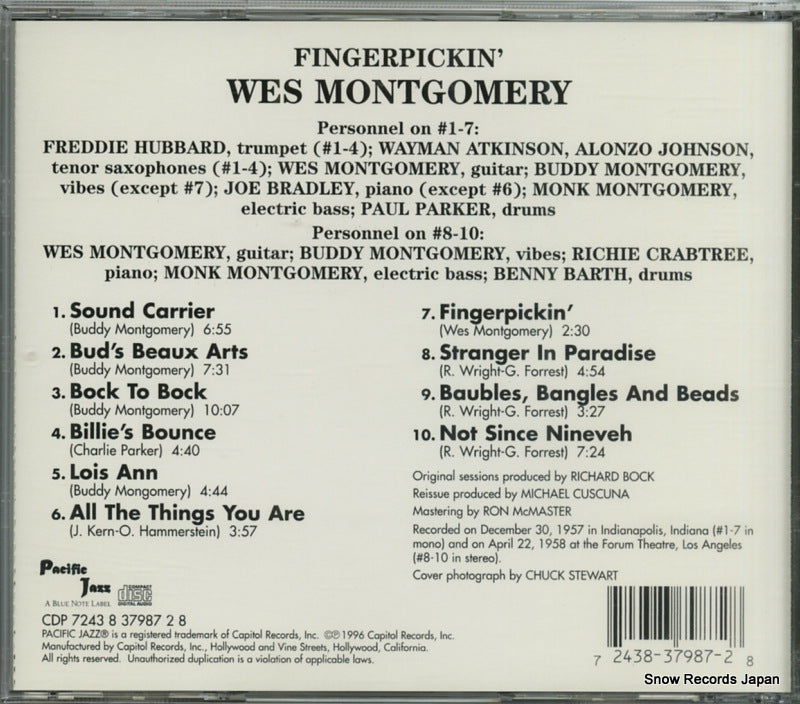 FINGERPICKIN'
WES MONTGOMERY
Personnel on #1-7:
FREDDIE HUBBARD, trumpet (#1-4); WAYMAN ATKINSON, ALONZO JOHNSON,
tenor saxophones (#1-4); WES MONTGOMERY, guitar; BUDDY MONTGOMERY,
vibes (except #7); JOE BRADLEY, piano (except #6); MONK MONTGOMERY,
electric bass; PAUL PARKER, drums
Personnel on #8-10:
WES MONTGOMERY, guitar; BUDDY MONTGOMERY, vibes; RICHIE CRABTREE,
piano; MONK MONTGOMERY, electric bass; BENNY BARTH, drums
1. Sound Carrier
(Buddy Montgomery) 6:55
2. Bud's Beaux Arts
(Buddy Montgomery) 7:31
3. Bock To Bock
(Buddy Montgomery) 10:07
4. Billie's Bounce
(Charlie Parker) 4:40
5. Lois Ann
(Buddy Mongomery) 4:44
6. All The Things You Are
(J. Kern-O. Hammerstein) 3:57
7. Fingerpickin'
(Wes Montgomery) 2:30
8. Stranger In Paradise
(R. Wright-G. Forrest) 4:54
9. Baubles, Bangles And Beads
(R. Wright-G. Forrest) 3:27
10. Not Since Nineveh
(R. Wright-G. Forrest) 7:24
Original sessions produced by RICHARD BOCK
Reissue produced by MICHAEL CUSCUNA
Mastering by RON McMASTER
Recorded on December 30, 1957 in Indianapolis, Indiana (#1-7 in
mono) and on April 22, 1958 at the Forum Theatre, Los Angeles
(#8-10 in stereo).
Cover photograph by CHUCK STEWART
Pacific
Jazz
A BLUE NOTE LABEL
COMPACT
disc
DIGITAL AUDIO
CDP 7243 8 37987 2 8
PACIFIC JAZZ® is a registered trademark of Capitol Records, Inc. ©℗ 1996 Capitol Records, Inc.
Manufactured by Capitol Records, Inc., Hollywood and Vine Streets, Hollywood, California.
All rights reserved. Unauthorized duplication is a violation of applicable laws.
7 2438-37987-2 8
Snow Records Japan